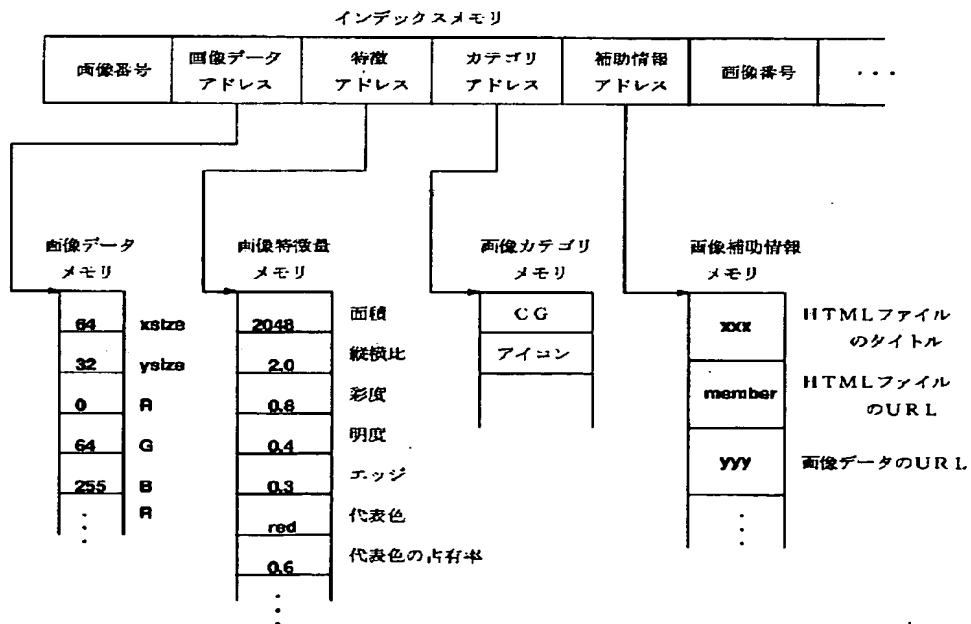 インデックスメモリ
画像番号
画像データ
アドレス
特徴
アドレス
カテゴリ
アドレス
補助情報
アドレス
画像番号
・・・
画像データ
メモリ
64 xsize
32 ysize
0 R
64 G
255 B
R
画像特徴量
メモリ
2048 面積
2.0 縦横比
0.8 彩度
0.4 明度
0.3 エッジ
red 代表色
0.6 代表色の占有率
画像カテゴリ
メモリ
CG
アイコン
画像補助情報
メモリ
xxx HTMLファイル
のタイトル
member HTMLファイル
のURL
yyy 画像データのURL